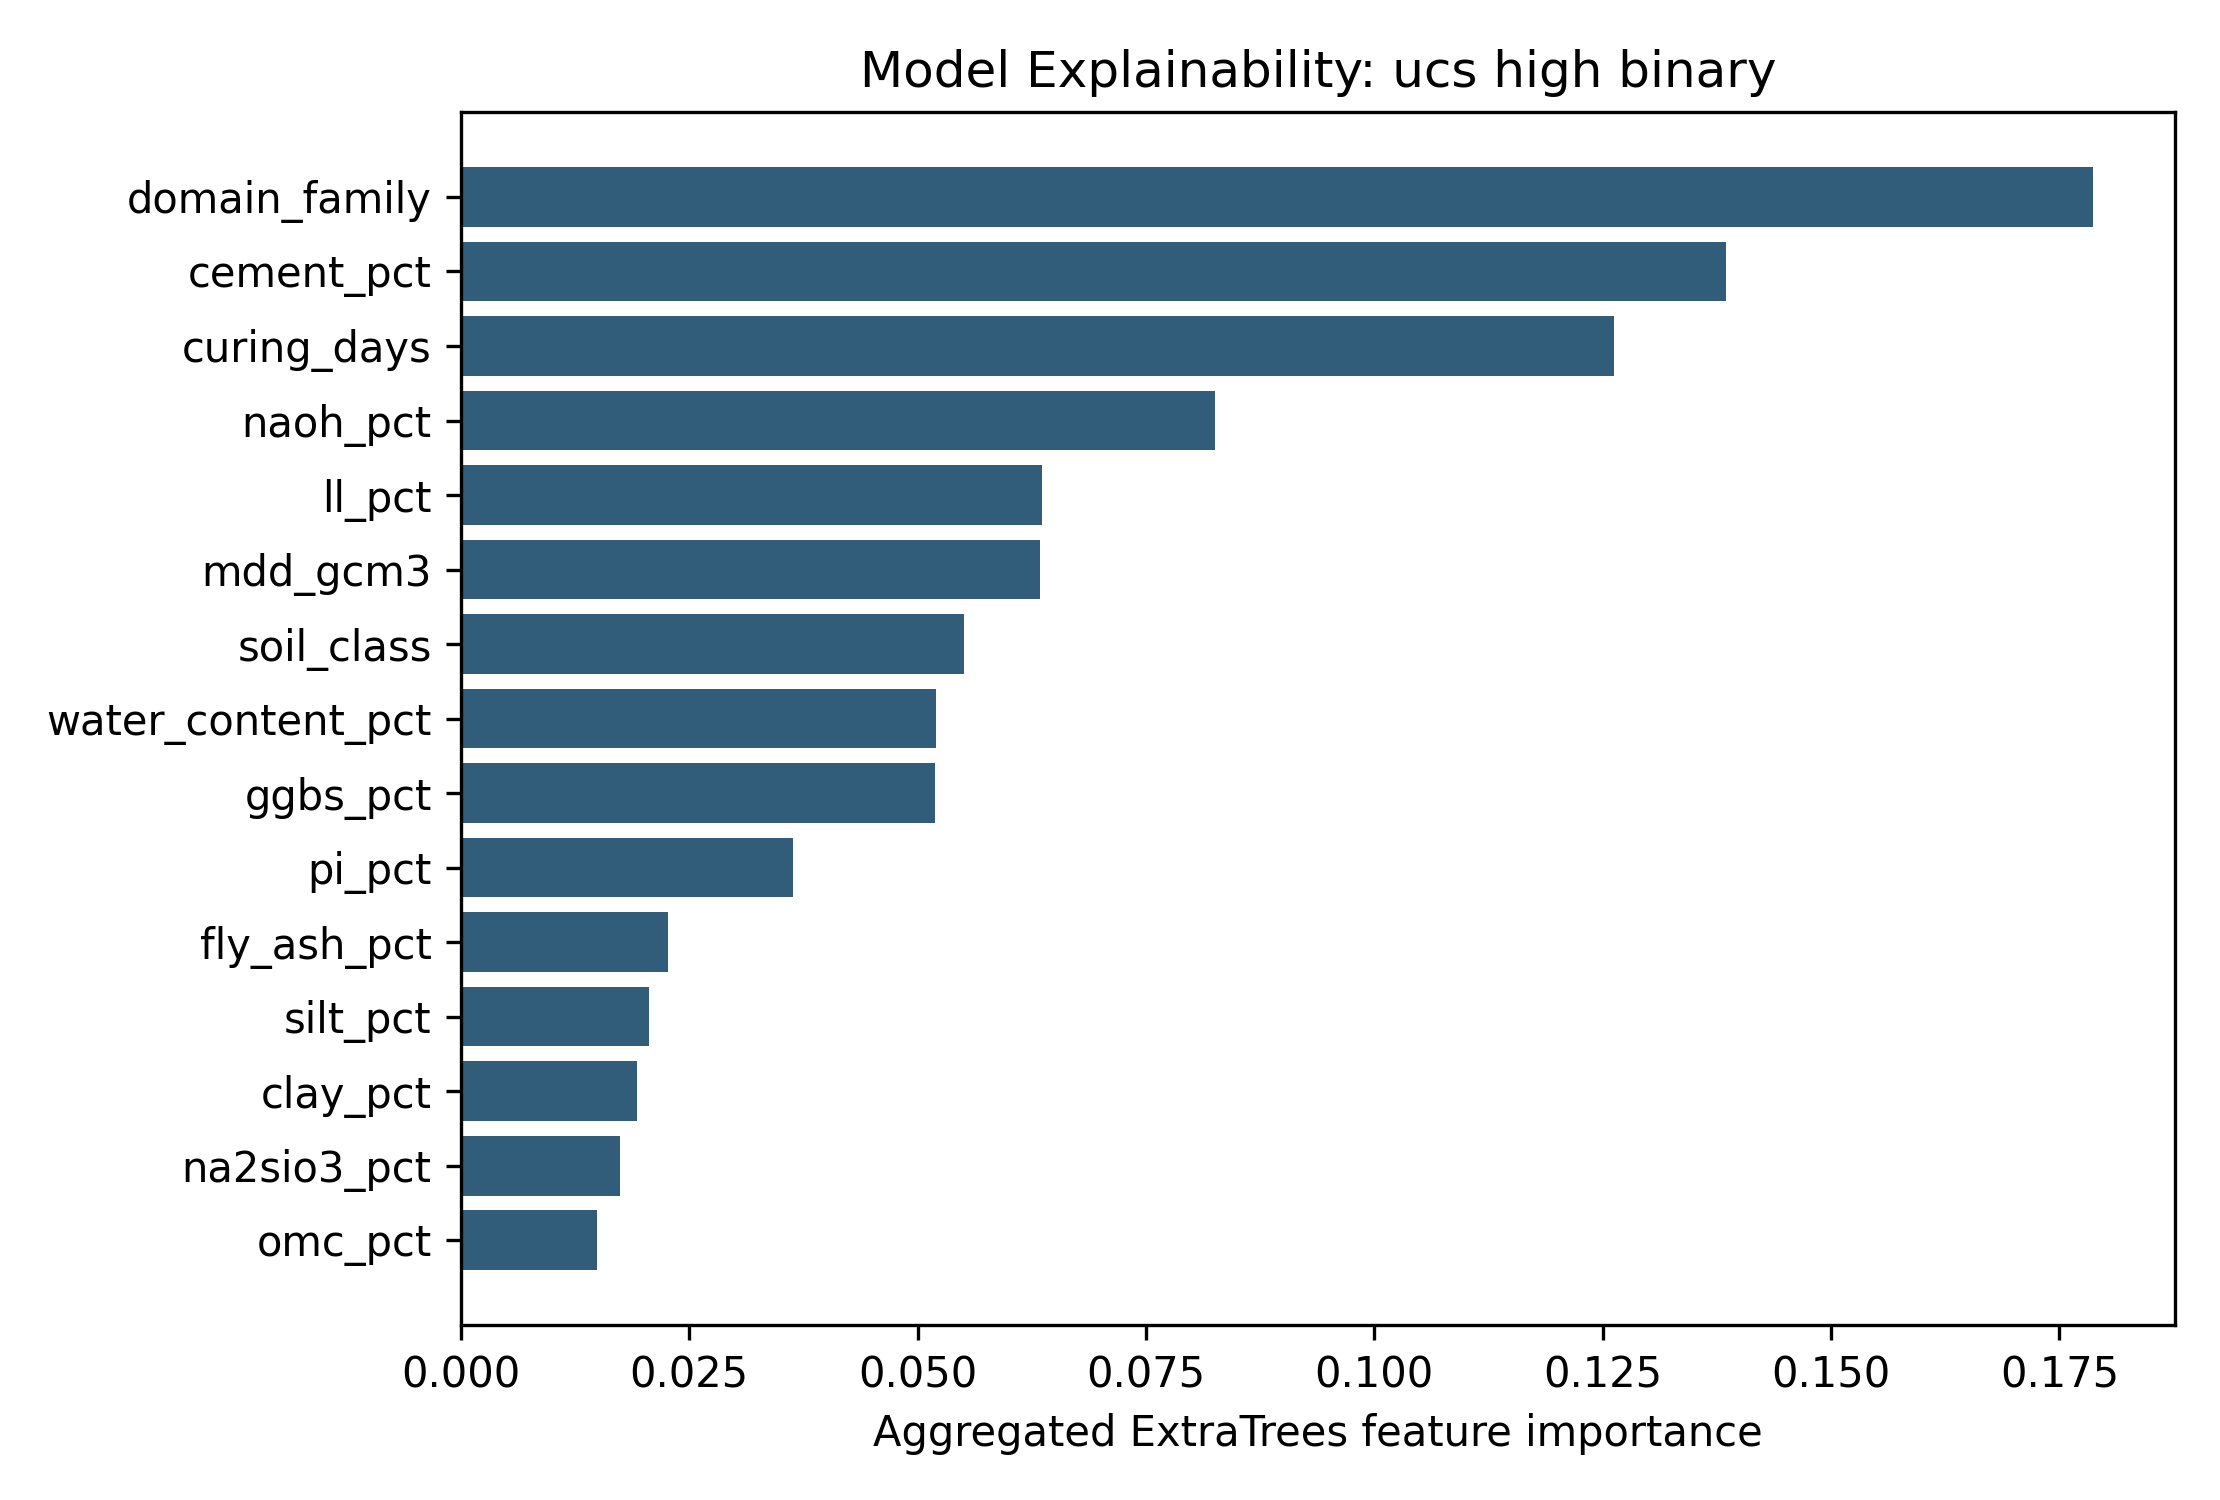 Model Explainability: ucs high binary
domain_family
cement_pct
curing_days
naoh_pct
ll_pct
mdd_gcm3
soil_class
water_content_pct
ggbs_pct
pi_pct
fly_ash_pct
silt_pct
clay_pct
na2sio3_pct
omc_pct
0.000 0.025 0.050 0.075 0.100 0.125 0.150 0.175
Aggregated ExtraTrees feature importance